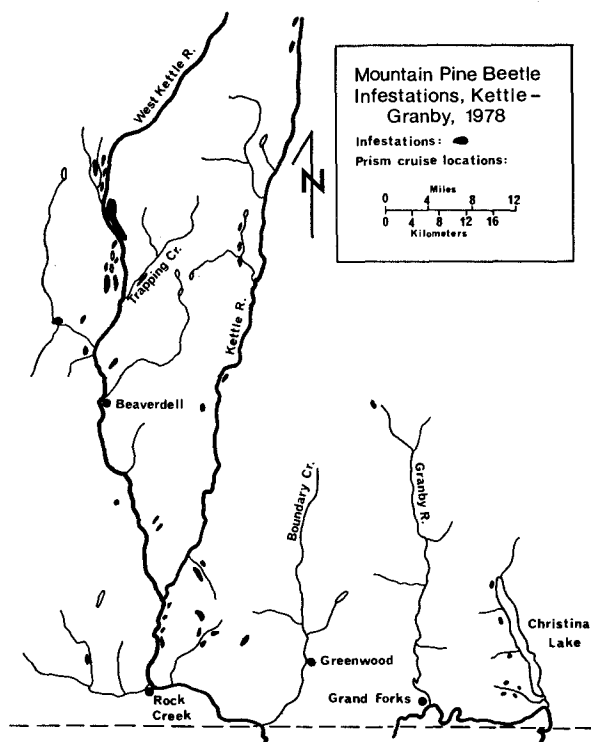 Mountain Pine Beetle
Infestations, Kettle –
Granby, 1978
Infestations:
Prism cruise locations:
Miles
0 4 8 12
0 4 8 12 16
Kilometers
N
West Kettle R.
Trapping Cr.
Kettle R.
Beaverdell
Boundary Cr.
Granby R.
Christina
Lake
Greenwood
Grand Forks
Rock
Creek